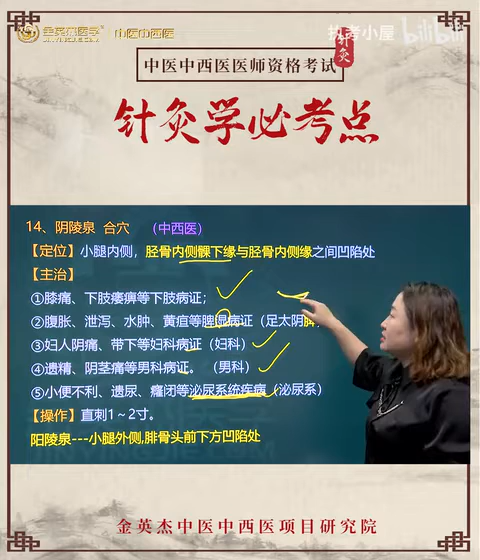 金英杰医学
JINYINGJIE.COM
中医中西医
执考小屋
bilibili
中医中西医医师资格考试
针灸
针灸学必考点
14、阴陵泉 合穴 （中西医）
【定位】小腿内侧，胫骨内侧髁下缘与胫骨内侧缘之间凹陷处
【主治】
①膝痛、下肢痿痹等下肢病证；
②腹胀、泄泻、水肿、黄疸等脾湿病证（足太阴脾
③妇人阴痛、带下等妇科病证（妇科）
④遗精、阴茎痛等男科病证。（男科）
⑤小便不利、遗尿、癃闭等泌尿系统疾病（泌尿系）
【操作】直刺1～2寸。
阳陵泉---小腿外侧,腓骨头前下方凹陷处
金英杰中医中西医项目研究院